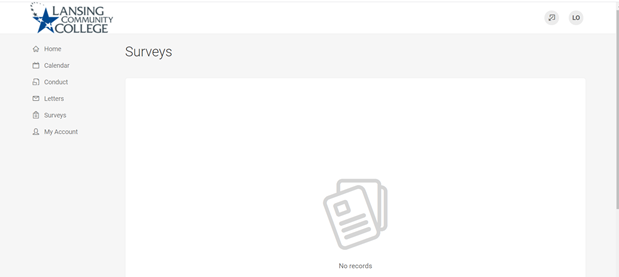 LANSING
COMMUNITY
COLLEGE
LO
Home
Calendar
Conduct
Letters
Surveys
My Account
Surveys
No records